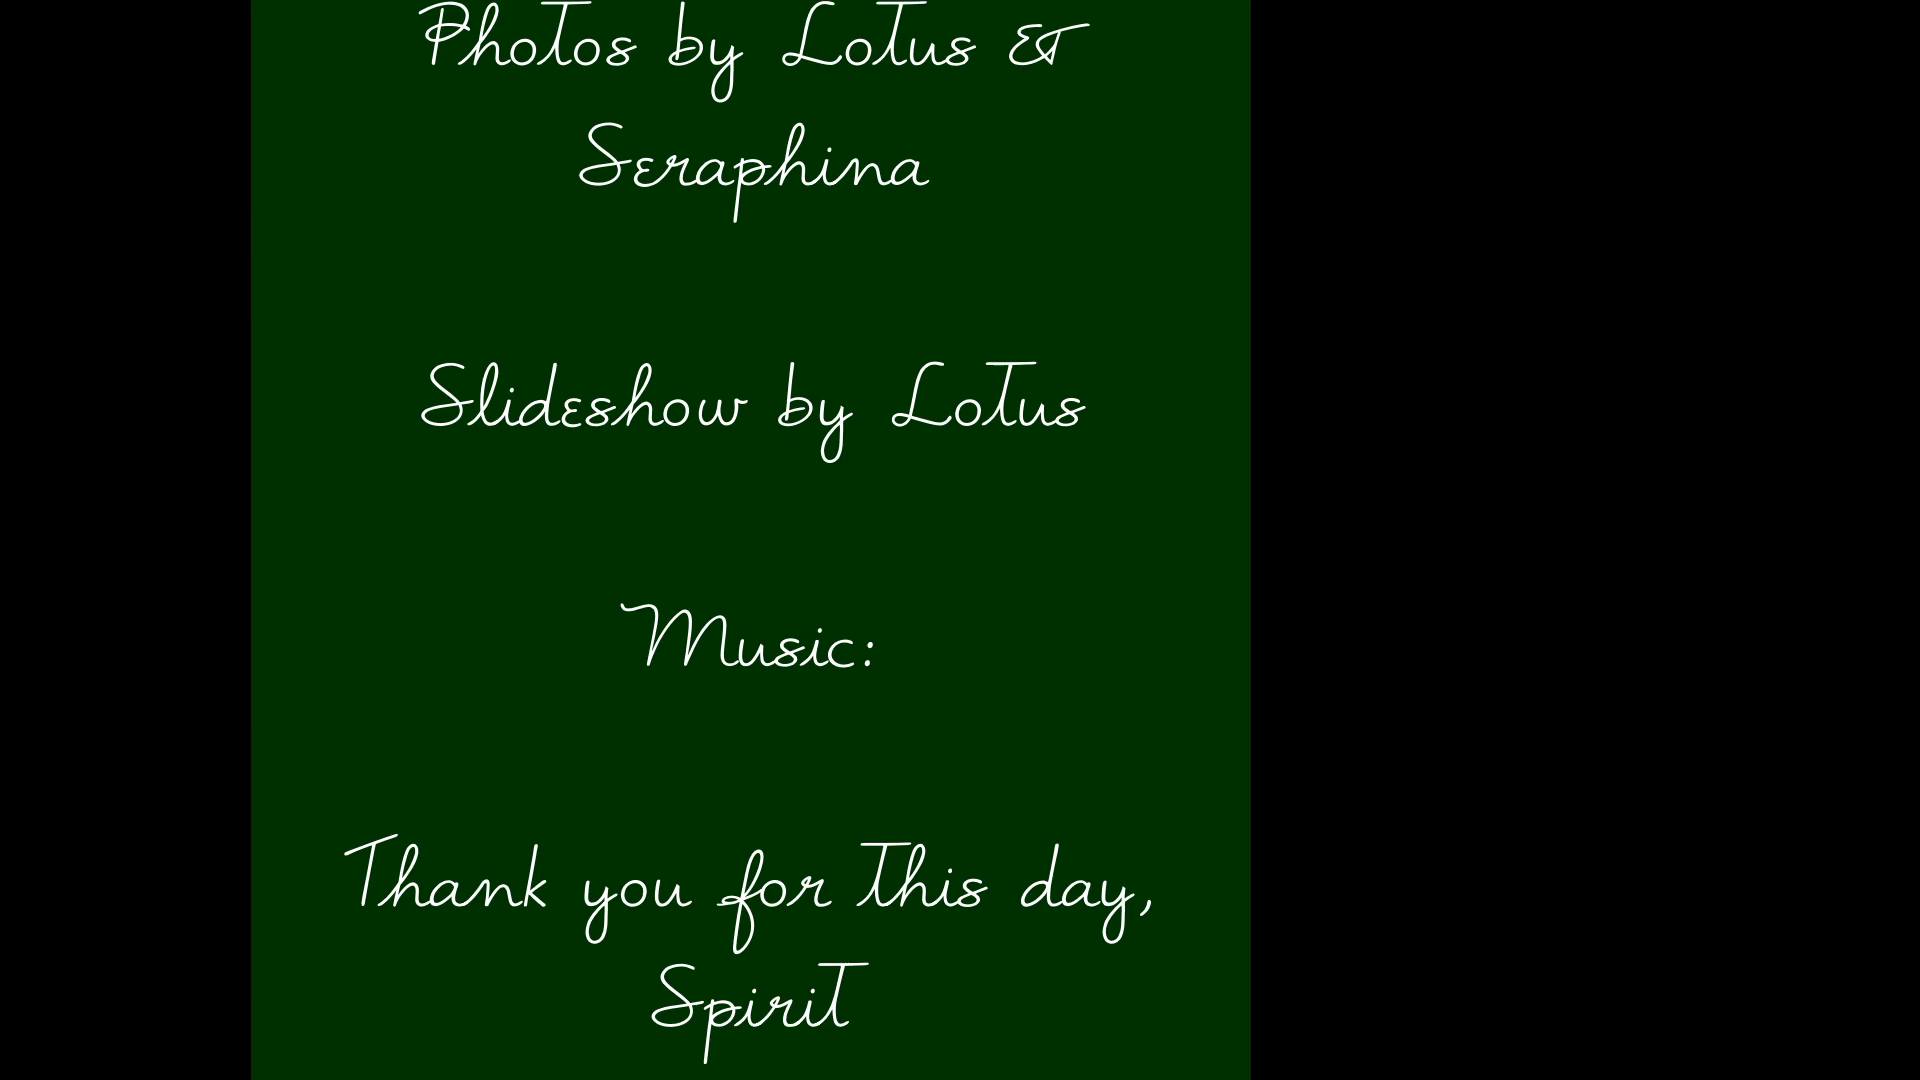 Photos by Lotus &
Seraphina
Slideshow by Lotus
Music:
Thank you for this day,
Spirit